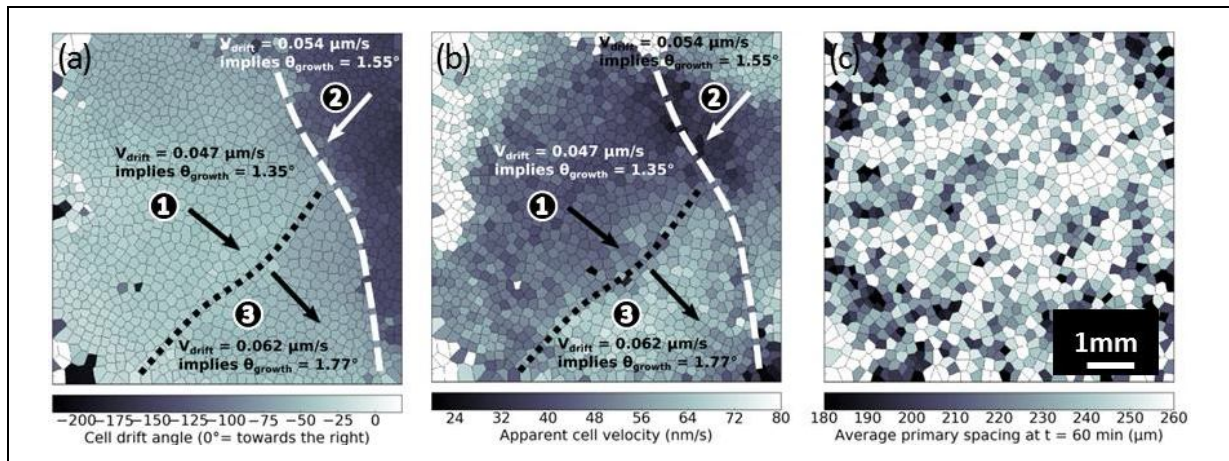 (a)
V_drift = 0.054 µm/s
implies θ_growth = 1.55°
2
V_drift = 0.047 µm/s
implies θ_growth = 1.35°
1
3
V_drift = 0.062 µm/s
implies θ_growth = 1.77°
−200−175−150−125−100−75 −50 −25 0
Cell drift angle (0°= towards the right)
(b)
V_drift = 0.054 µm/s
implies θ_growth = 1.55°
2
V_drift = 0.047 µm/s
implies θ_growth = 1.35°
1
3
V_drift = 0.062 µm/s
implies θ_growth = 1.77°
24 32 40 48 56 64 72 80
Apparent cell velocity (nm/s)
(c)
1mm
180 190 200 210 220 230 240 250 260
Average primary spacing at t = 60 min (µm)